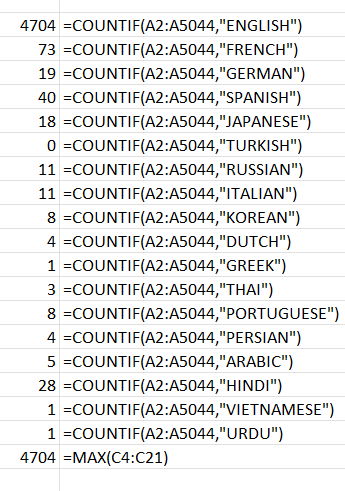 4704 =COUNTIF(A2:A5044,"ENGLISH")
73 =COUNTIF(A2:A5044,"FRENCH")
19 =COUNTIF(A2:A5044,"GERMAN")
40 =COUNTIF(A2:A5044,"SPANISH")
18 =COUNTIF(A2:A5044,"JAPANESE")
0 =COUNTIF(A2:A5044,"TURKISH")
11 =COUNTIF(A2:A5044,"RUSSIAN")
11 =COUNTIF(A2:A5044,"ITALIAN")
8 =COUNTIF(A2:A5044,"KOREAN")
4 =COUNTIF(A2:A5044,"DUTCH")
1 =COUNTIF(A2:A5044,"GREEK")
3 =COUNTIF(A2:A5044,"THAI")
8 =COUNTIF(A2:A5044,"PORTUGUESE")
4 =COUNTIF(A2:A5044,"PERSIAN")
5 =COUNTIF(A2:A5044,"ARABIC")
28 =COUNTIF(A2:A5044,"HINDI")
1 =COUNTIF(A2:A5044,"VIETNAMESE")
1 =COUNTIF(A2:A5044,"URDU")
4704 =MAX(C4:C21)